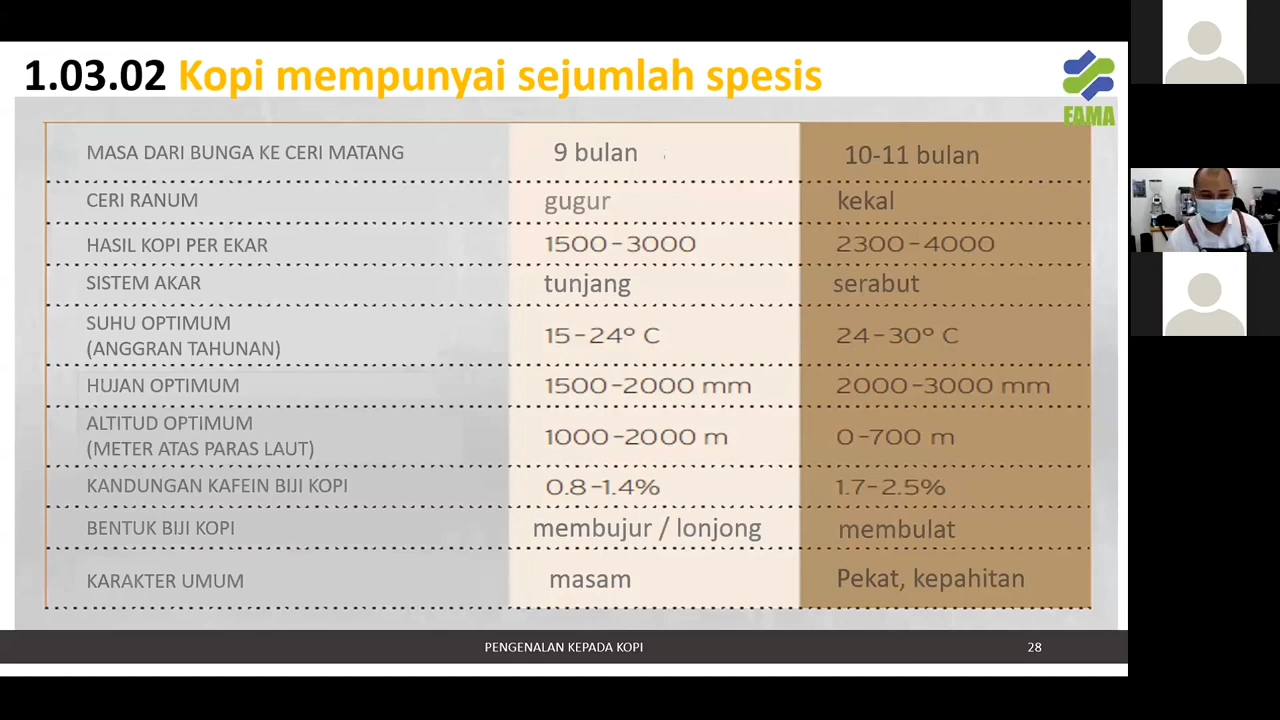 1.03.02 Kopi mempunyai sejumlah spesis
FAMA
MASA DARI BUNGA KE CERI MATANG 9 bulan 10-11 bulan
CERI RANUM gugur kekal
HASIL KOPI PER EKAR 1500-3000 2300-4000
SISTEM AKAR tunjang serabut
SUHU OPTIMUM
(ANGGRAN TAHUNAN) 15-24° C 24-30° C
HUJAN OPTIMUM 1500-2000 mm 2000-3000 mm
ALTITUD OPTIMUM
(METER ATAS PARAS LAUT) 1000-2000 m 0-700 m
KANDUNGAN KAFEIN BIJI KOPI 0.8-1.4% 1.7-2.5%
BENTUK BIJI KOPI membujur / lonjong membulat
KARAKTER UMUM masam Pekat, kepahitan
PENGENALAN KEPADA KOPI 28